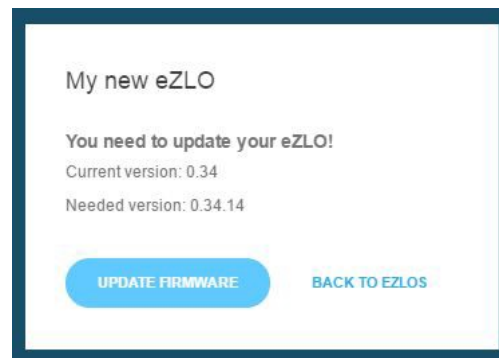 My new eZLO
You need to update your eZLO!
Current version: 0.34
Needed version: 0.34.14
UPDATE FIRMWARE
BACK TO EZLOS